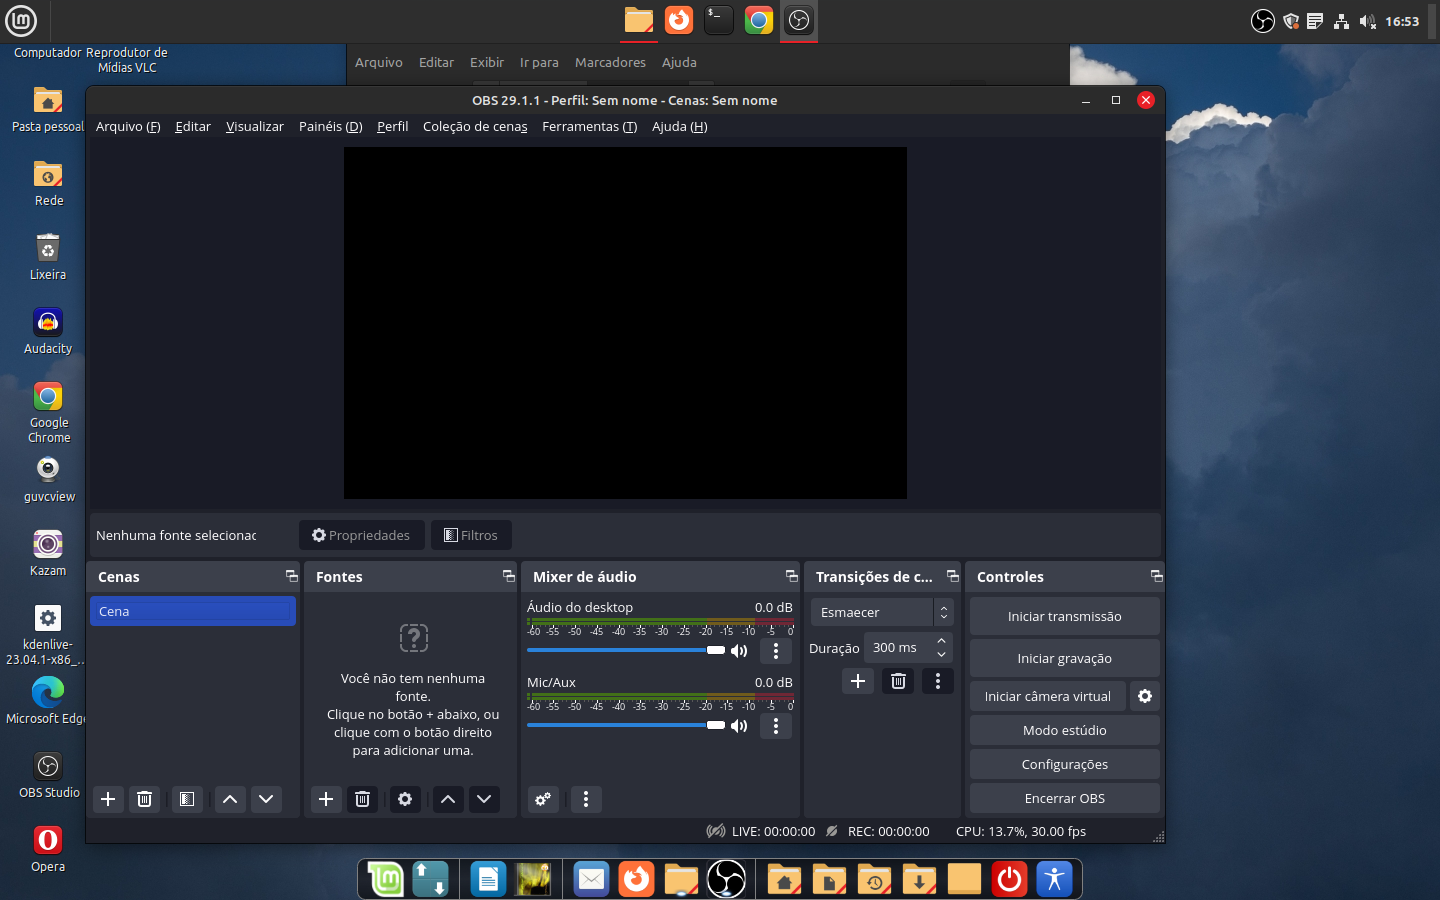 16:53
Computador
Reprodutor de
Mídias VLC
Arquivo Editar Exibir Ir para Marcadores Ajuda
Pasta pessoal
Rede
Lixeira
Audacity
Google
Chrome
guvcview
Kazam
kdenlive-
23.04.1-x86_...
Microsoft Edge
OBS Studio
Opera
OBS 29.1.1 - Perfil: Sem nome - Cenas: Sem nome
Arquivo (F) Editar Visualizar Painéis (D) Perfil Coleção de cenas Ferramentas (T) Ajuda (H)
Nenhuma fonte selecionac
Propriedades
Filtros
Cenas
Cena
Fontes
Você não tem nenhuma
fonte.
Clique no botão + abaixo, ou
clique com o botão direito
para adicionar uma.
Mixer de áudio
Áudio do desktop 0.0 dB
-60 -55 -50 -45 -40 -35 -30 -25 -20 -15 -10 -5 0
Mic/Aux 0.0 dB
-60 -55 -50 -45 -40 -35 -30 -25 -20 -15 -10 -5 0
Transições de c...
Esmaecer
Duração 300 ms
Controles
Iniciar transmissão
Iniciar gravação
Iniciar câmera virtual
Modo estúdio
Configurações
Encerrar OBS
LIVE: 00:00:00 REC: 00:00:00 CPU: 13.7%, 30.00 fps